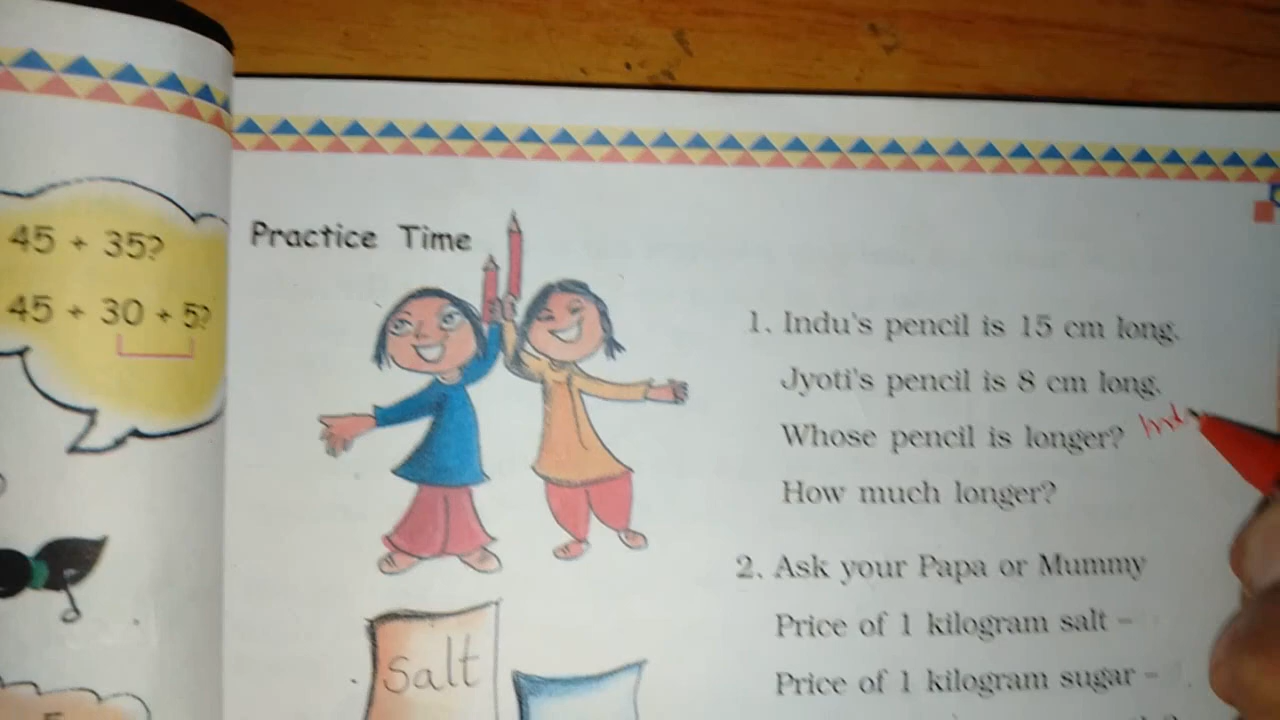 45 + 35?
45 + 30 + 5?
Practice Time
1. Indu's pencil is 15 cm long.
Jyoti's pencil is 8 cm long.
Whose pencil is longer? Ind
How much longer?
2. Ask your Papa or Mummy
Price of 1 kilogram salt –
Price of 1 kilogram sugar –
Salt